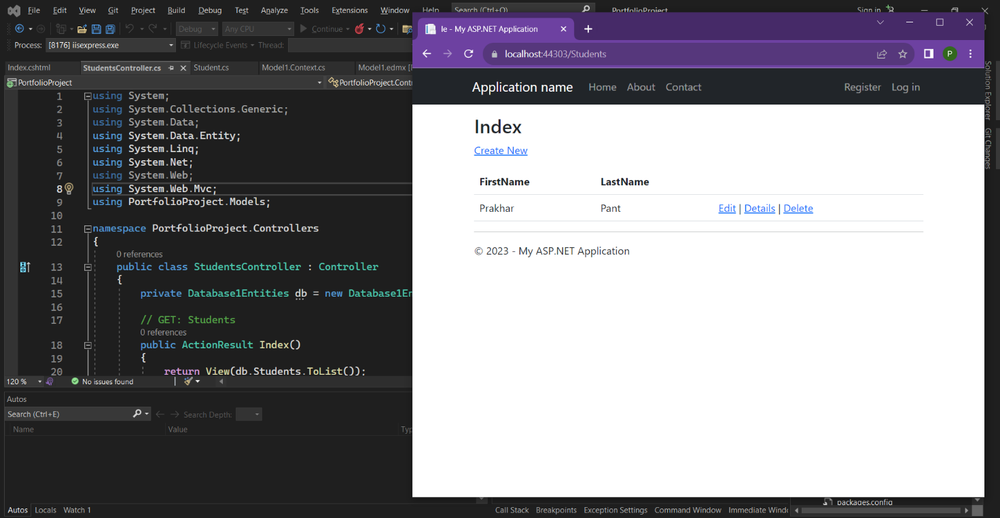 File Edit View Git Project Build Debug Test Analyze Tools Extensions Window Help Search (Ctrl+Q) PortfolioProject Sign in
Debug Any CPU Continue
Process: [8176] iisexpress.exe Lifecycle Events Thread:
Index.cshtml StudentsController.cs Student.cs Model1.Context.cs Model1.edmx
PortfolioProject PortfolioProject.Contr
1 using System;
2 using System.Collections.Generic;
3 using System.Data;
4 using System.Data.Entity;
5 using System.Linq;
6 using System.Net;
7 using System.Web;
8 using System.Web.Mvc;
9 using PortfolioProject.Models;
10
11 namespace PortfolioProject.Controllers
12 {
0 references
13 public class StudentsController : Controller
14 {
15 private Database1Entities db = new Database1En
16
17 // GET: Students
0 references
18 public ActionResult Index()
19 {
20 return View(db.Students.ToList());
120 % No issues found
Autos
Search (Ctrl+E) Search Depth:
Name Value Typ
Autos Locals Watch 1
Call Stack Breakpoints Exception Settings Command Window Immediate Windo
le - My ASP.NET Application
localhost:44303/Students P
Application name Home About Contact Register Log in
Index
Create New
FirstName LastName
Prakhar Pant Edit | Details | Delete
© 2023 - My ASP.NET Application
Solution Explorer
Git Changes
packages.config